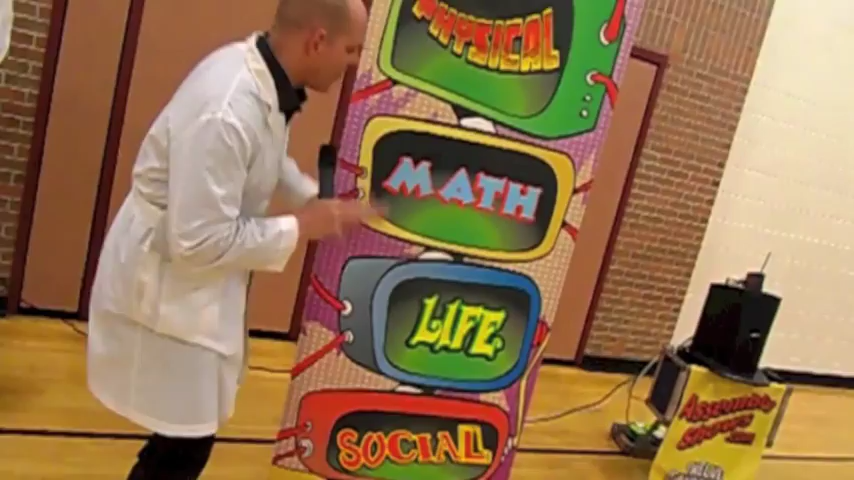 PHYSICAL
MATH
LIFE
SOCIAL
Assembly
Shows.com